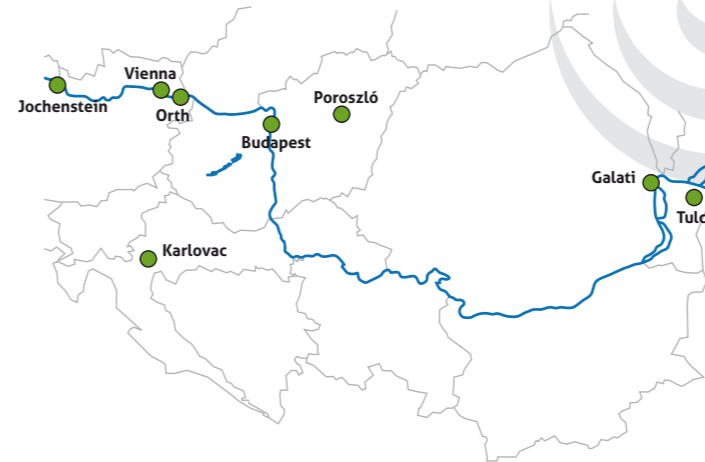 Vienna
Jochenstein
Orth
Poroszló
Budapest
Galati
Karlovac